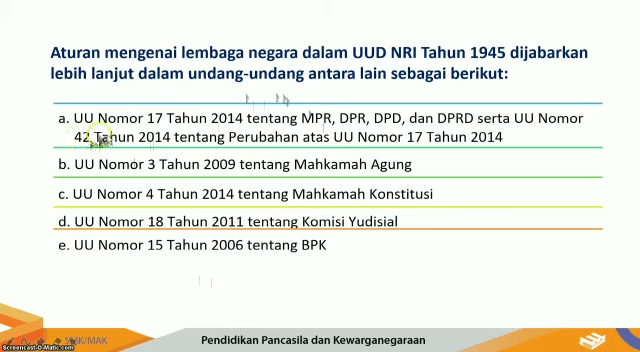 Aturan mengenai lembaga negara dalam UUD NRI Tahun 1945 dijabarkan
lebih lanjut dalam undang-undang antara lain sebagai berikut:
a. UU Nomor 17 Tahun 2014 tentang MPR, DPR, DPD, dan DPRD serta UU Nomor
42 Tahun 2014 tentang Perubahan atas UU Nomor 17 Tahun 2014
b. UU Nomor 3 Tahun 2009 tentang Mahkamah Agung
c. UU Nomor 4 Tahun 2014 tentang Mahkamah Konstitusi
d. UU Nomor 18 Tahun 2011 tentang Komisi Yudisial
e. UU Nomor 15 Tahun 2006 tentang BPK
SMK/MAK
Pendidikan Pancasila dan Kewarganegaraan
Screencast-O-Matic.com